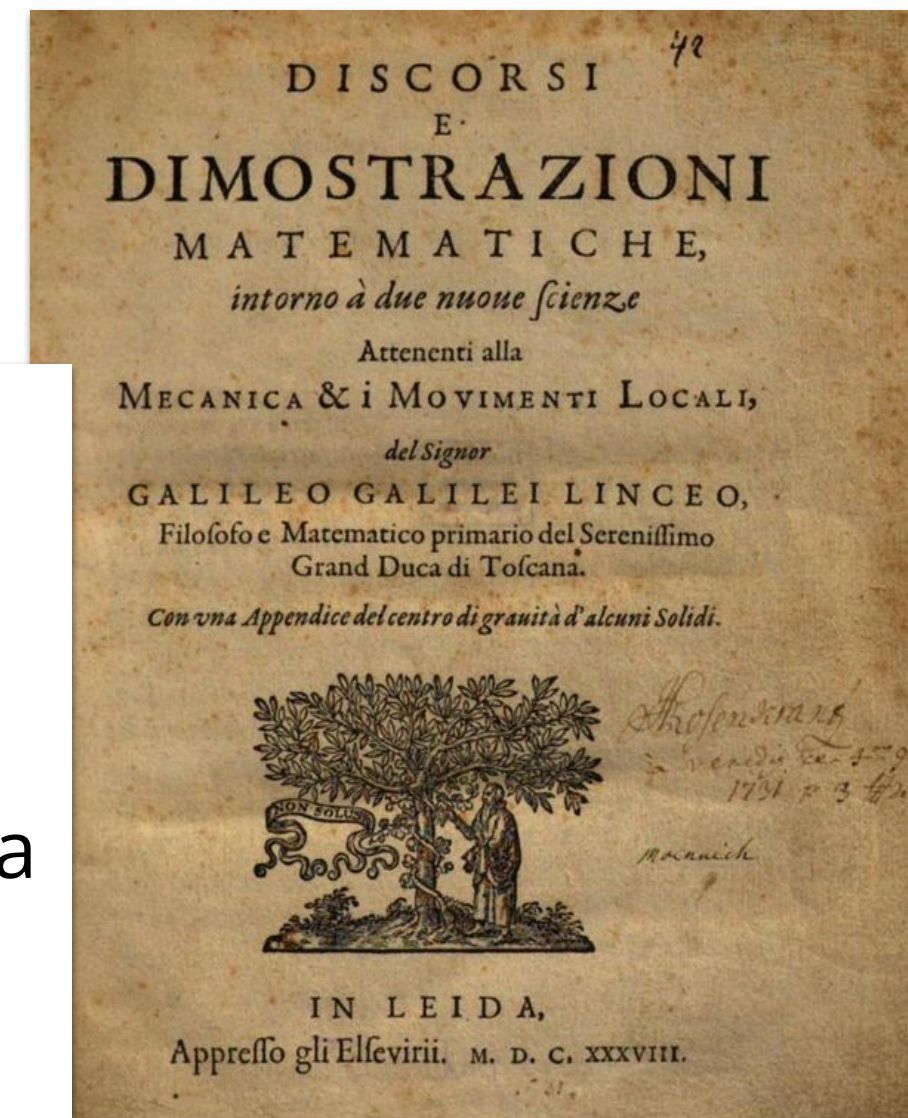 42
DISCORSI
E
DIMOSTRAZIONI
MATEMATICHE,
intorno à due nuoue ſcienze
Attenenti alla
MECANICA & i MOVIMENTI LOCALI,
del Signor
GALILEO GALILEI LINCEO,
Filoſofo e Matematico primario del Sereniſſimo
Grand Duca di Toſcana.
Con vna Appendice del centro di grauità d'alcuni Solidi.
NON SOLUS
1731
a
IN LEIDA,
Appreſſo gli Elſevirii. M. D. C. XXXVIII.